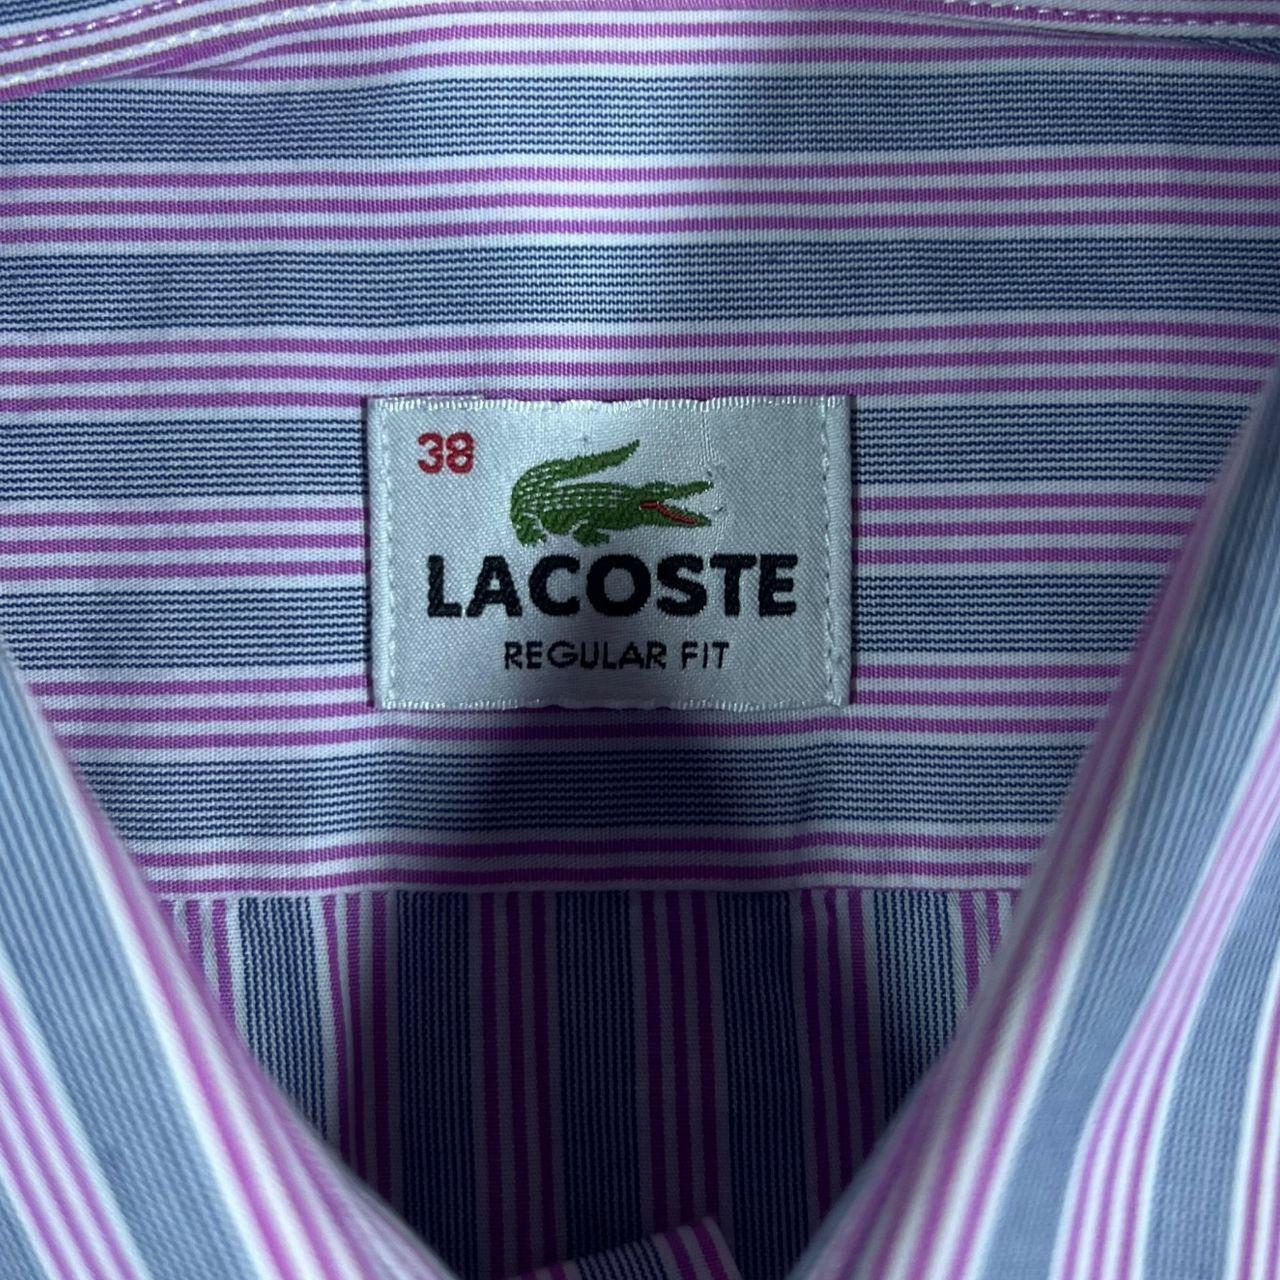 38
LACOSTE
REGULAR FIT